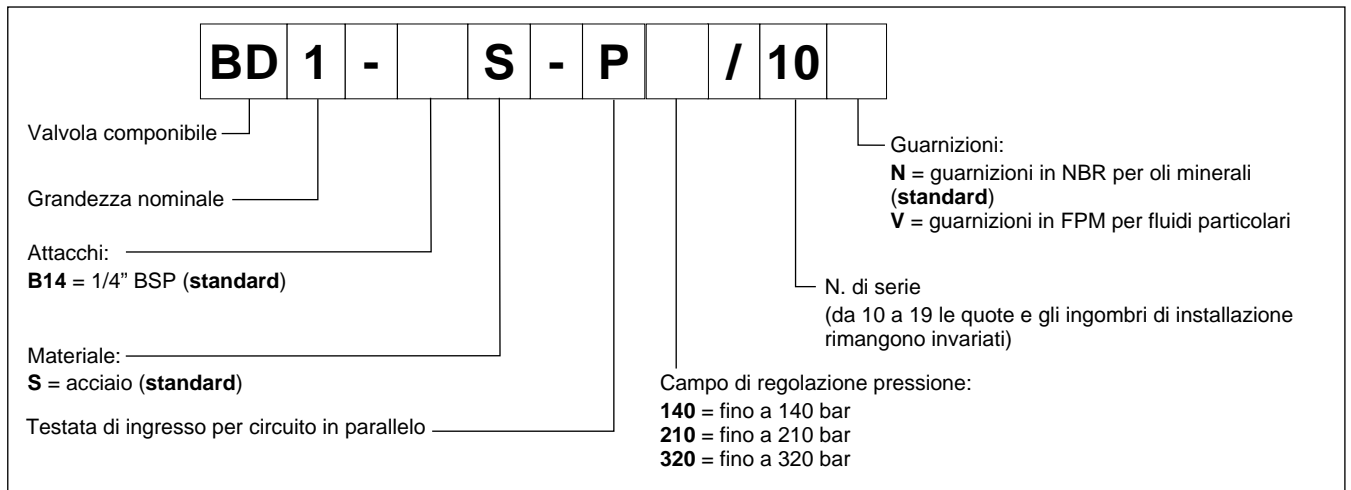 BD 1 - S - P / 10
Valvola componibile
Grandezza nominale
Attacchi:
B14 = 1/4” BSP (standard)
Materiale:
S = acciaio (standard)
Testata di ingresso per circuito in parallelo
Guarnizioni:
N = guarnizioni in NBR per oli minerali
(standard)
V = guarnizioni in FPM per fluidi particolari
N. di serie
(da 10 a 19 le quote e gli ingombri di installazione
rimangono invariati)
Campo di regolazione pressione:
140 = fino a 140 bar
210 = fino a 210 bar
320 = fino a 320 bar